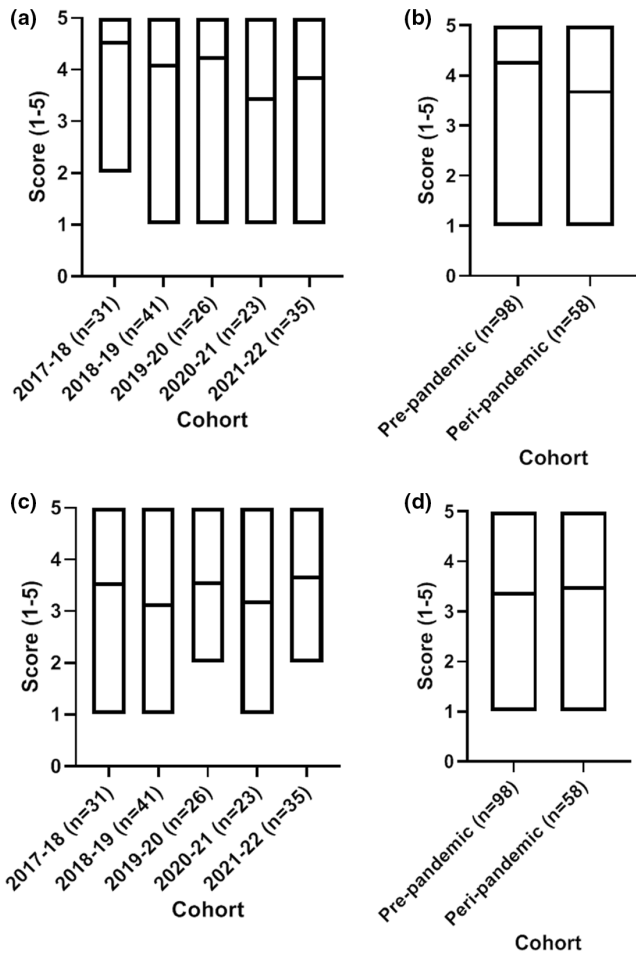 (a)
Score (1-5)
5
4
3
2
1
0
2017-18 (n=31)
2018-19 (n=41)
2019-20 (n=26)
2020-21 (n=23)
2021-22 (n=35)
Cohort
(b)
Score (1-5)
5
4
3
2
1
0
Pre-pandemic (n=98)
Peri-pandemic (n=58)
Cohort
(c)
Score (1-5)
5
4
3
2
1
0
2017-18 (n=31)
2018-19 (n=41)
2019-20 (n=26)
2020-21 (n=23)
2021-22 (n=35)
Cohort
(d)
Score (1-5)
5
4
3
2
1
0
Pre-pandemic (n=98)
Peri-pandemic (n=58)
Cohort